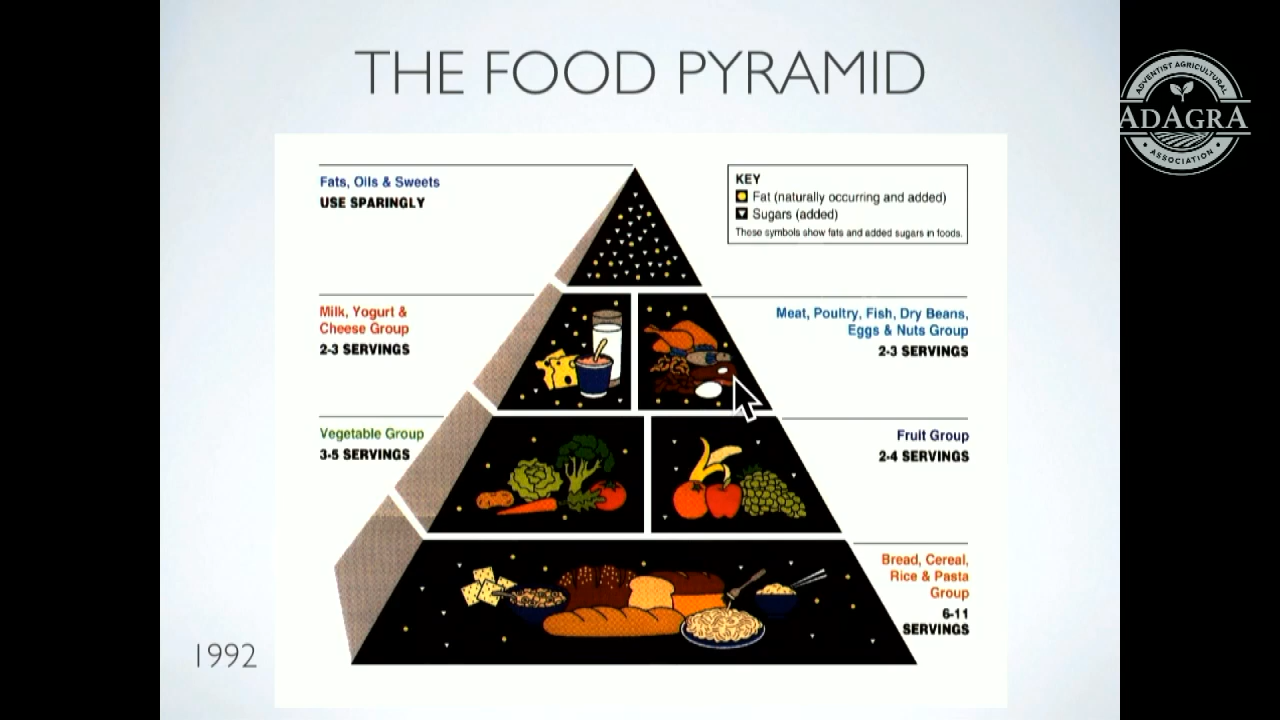 THE FOOD PYRAMID
ADVENTIST AGRICULTURAL
ADAGRA
ASSOCIATION
Fats, Oils & Sweets
USE SPARINGLY
KEY
Fat (naturally occurring and added)
Sugars (added)
These symbols show fats and added sugars in foods.
Milk, Yogurt &
Cheese Group
2-3 SERVINGS
Meat, Poultry, Fish, Dry Beans,
Eggs & Nuts Group
2-3 SERVINGS
Vegetable Group
3-5 SERVINGS
Fruit Group
2-4 SERVINGS
Bread, Cereal,
Rice & Pasta
Group
6-11
SERVINGS
1992